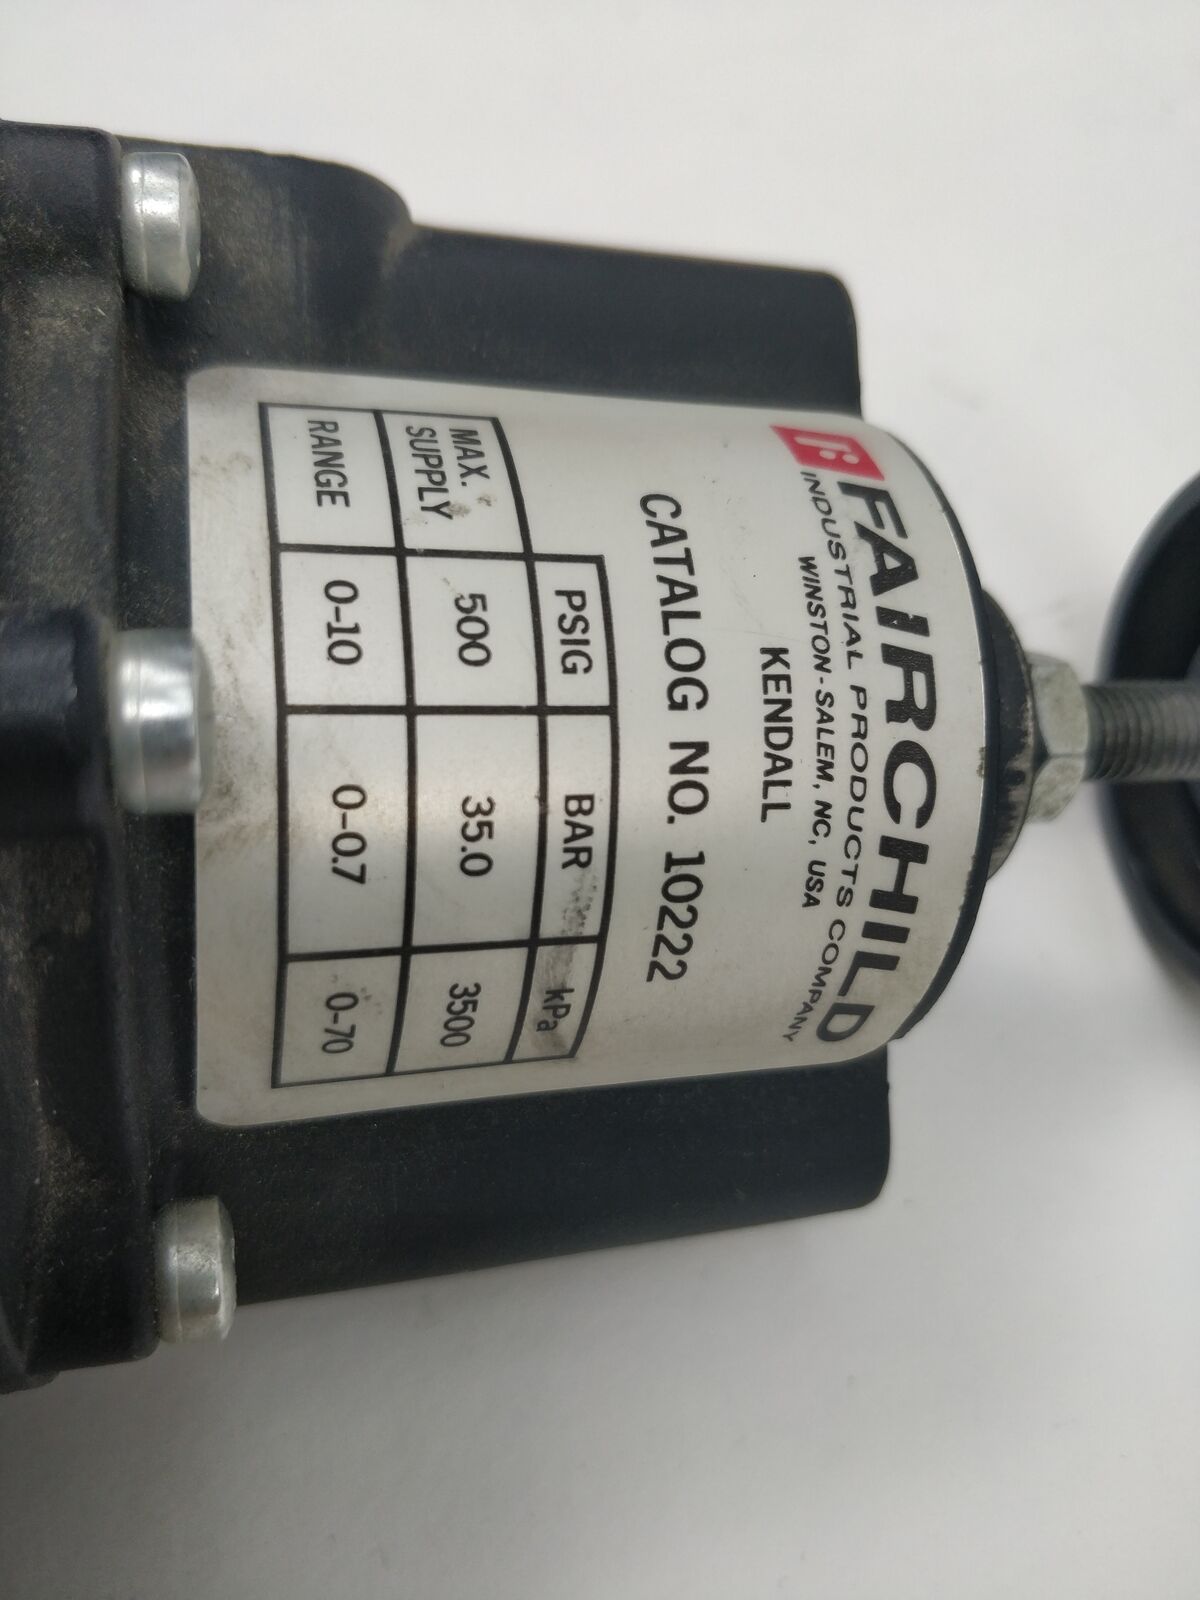 FAIRCHILD
INDUSTRIAL PRODUCTS COMPANY
WINSTON-SALEM, NC, USA
KENDALL
CATALOG NO. 10222
PSIG BAR kPa
MAX. SUPPLY 500 35.0 3500
RANGE 0-10 0-0.7 0-70